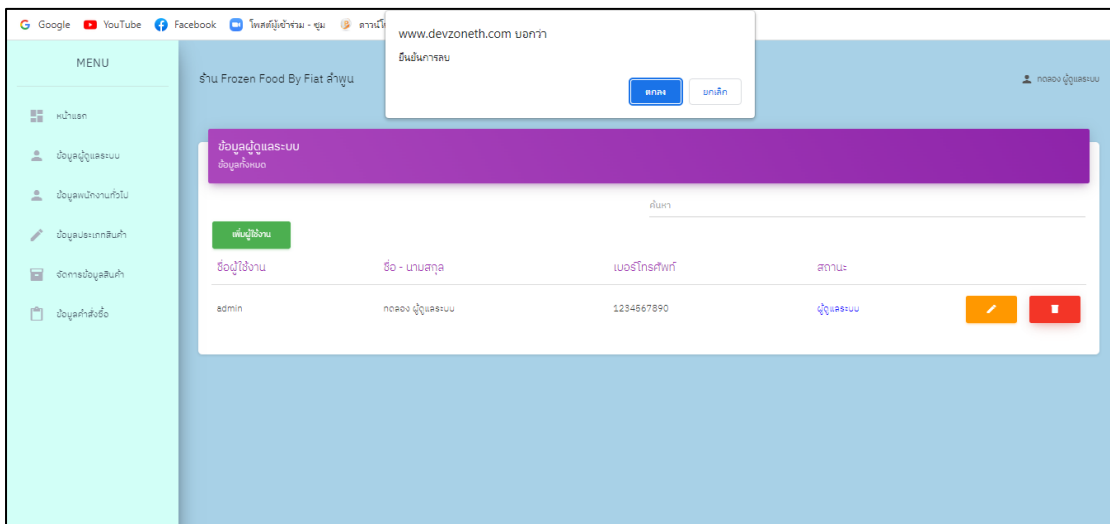 Google YouTube Facebook โพสต์ผู้เข้าร่วม - ซูม
www.devzoneth.com บอกว่า
ยืนยันการลบ
ตกลง ยกเลิก
MENU
ร้าน Frozen Food By Fiat ลำพูน
ทดลอง ผู้ดูแลระบบ
หน้าแรก
ข้อมูลผู้ดูแลระบบ
ข้อมูลพนักงานทั่วไป
ข้อมูลประเภทสินค้า
จัดการข้อมูลสินค้า
ข้อมูลคำสั่งซื้อ
ข้อมูลผู้ดูแลระบบ
ข้อมูลทั้งหมด
ค้นหา
เพิ่มผู้ใช้งาน
ชื่อผู้ใช้งาน ชื่อ - นามสกุล เบอร์โทรศัพท์ สถานะ
admin ทดลอง ผู้ดูแลระบบ 1234567890 ผู้ดูแลระบบ